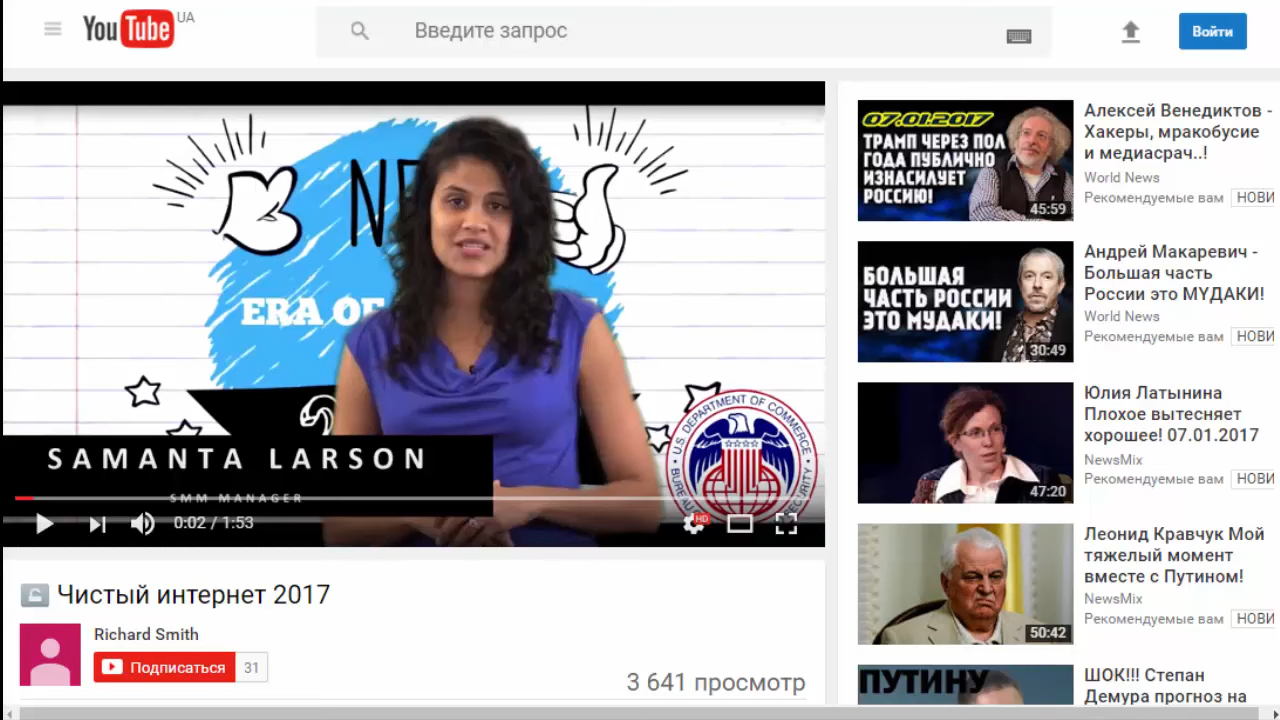 YouTube UA
Введите запрос
Войти
ERA OF
U.S. DEPARTMENT OF COMMERCE
SAMANTA LARSON
SMM MANAGER
0:02 / 1:53
HD
Чистый интернет 2017
Richard Smith
Подписаться 31
3 641 просмотр
07.01.2017
ТРАМП ЧЕРЕЗ ПОЛ
ГОДА ПУБЛИЧНО
ИЗНАСИЛУЕТ
РОССИЮ!
45:59
Алексей Венедиктов -
Хакеры, мракобусие
и медиасрач..!
World News
Рекомендуемые вам НОВИ
БОЛЬШАЯ
ЧАСТЬ РОССИИ
ЭТО МУДАКИ!
30:49
Андрей Макаревич -
Большая часть
России это МУДАКИ!
World News
Рекомендуемые вам НОВИ
47:20
Юлия Латынина
Плохое вытесняет
хорошее! 07.01.2017
NewsMix
Рекомендуемые вам НОВИ
50:42
Леонид Кравчук Мой
тяжелый момент
вместе с Путином!
NewsMix
Рекомендуемые вам НОВИ
ПУТИНУ
ШОК!!! Степан
Демура прогноз на